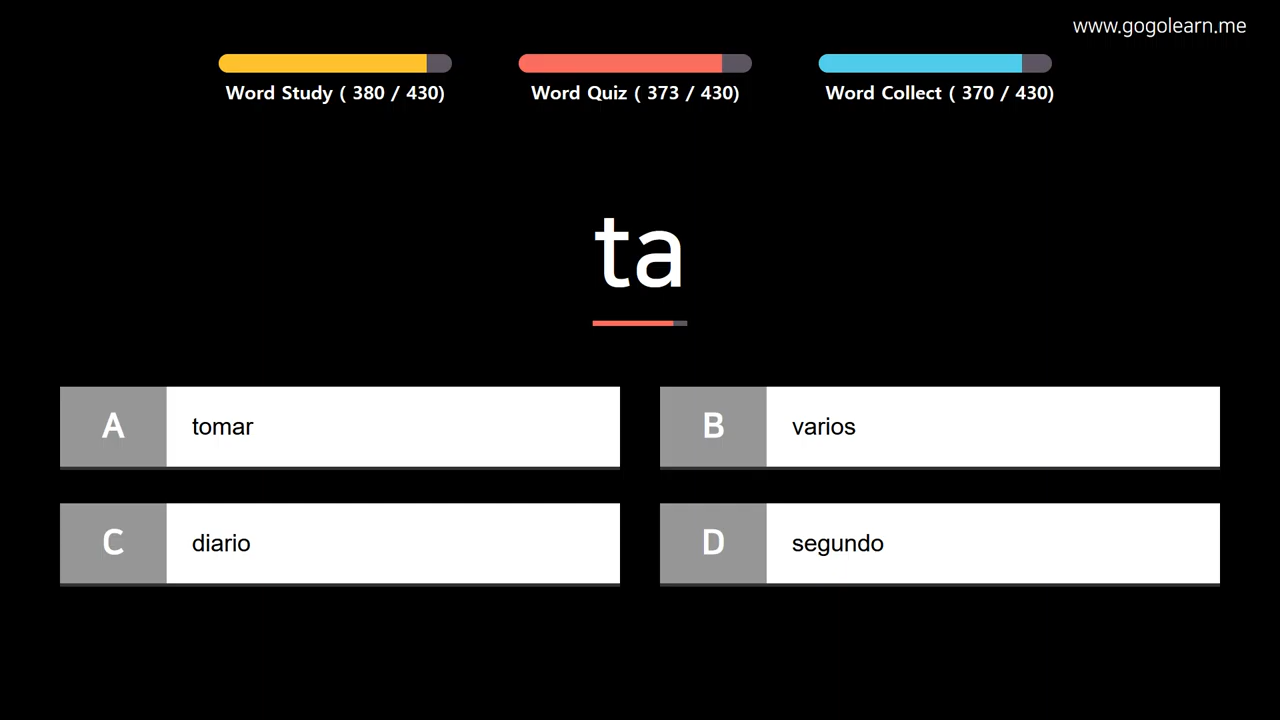 www.gogolearn.me
Word Study ( 380 / 430)
Word Quiz ( 373 / 430)
Word Collect ( 370 / 430)
ta
A tomar
B varios
C diario
D segundo